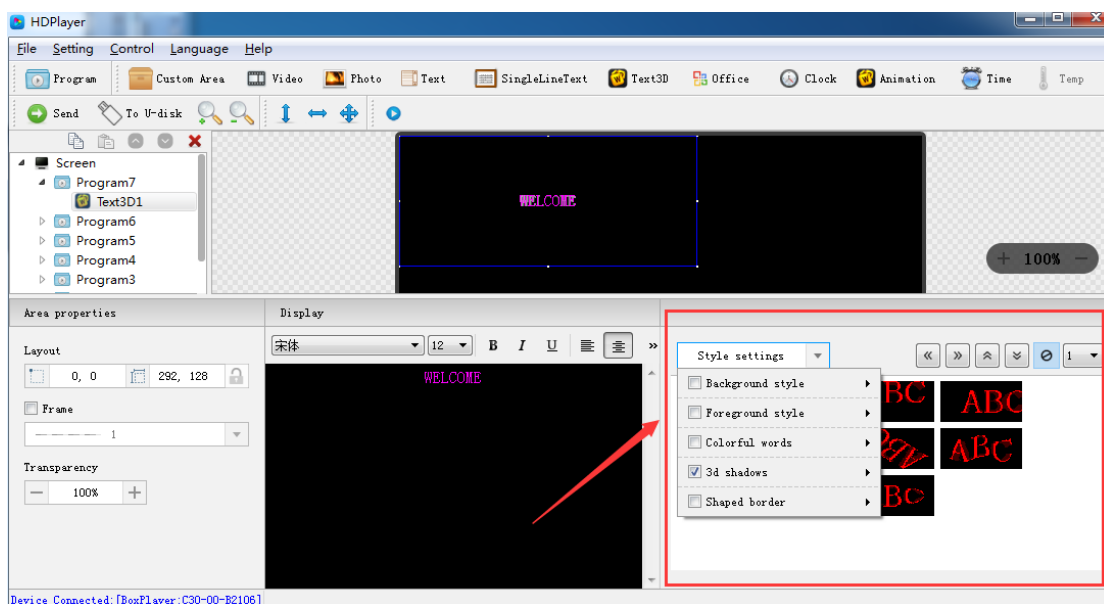 HDPlayer
File Setting Control Language Help
Program Custom Area Video Photo Text SingleLineText Text3D Office Clock Animation Time Temp
Send To U-disk
Screen
Program7
Text3D1
Program6
Program5
Program4
Program3
WELCOME
+ 100% −
Area properties
Display
Layout
0, 0 292, 128
Frame
1
Transparency
— 100% +
宋体 12 B I U »
WELCOME
Style settings
« » 1
Background style
Foreground style
Colorful words
3d shadows
Shaped border
BC ABC
ABC
BC
Device Connected:[BoxPlayer:C30-00-B2106]